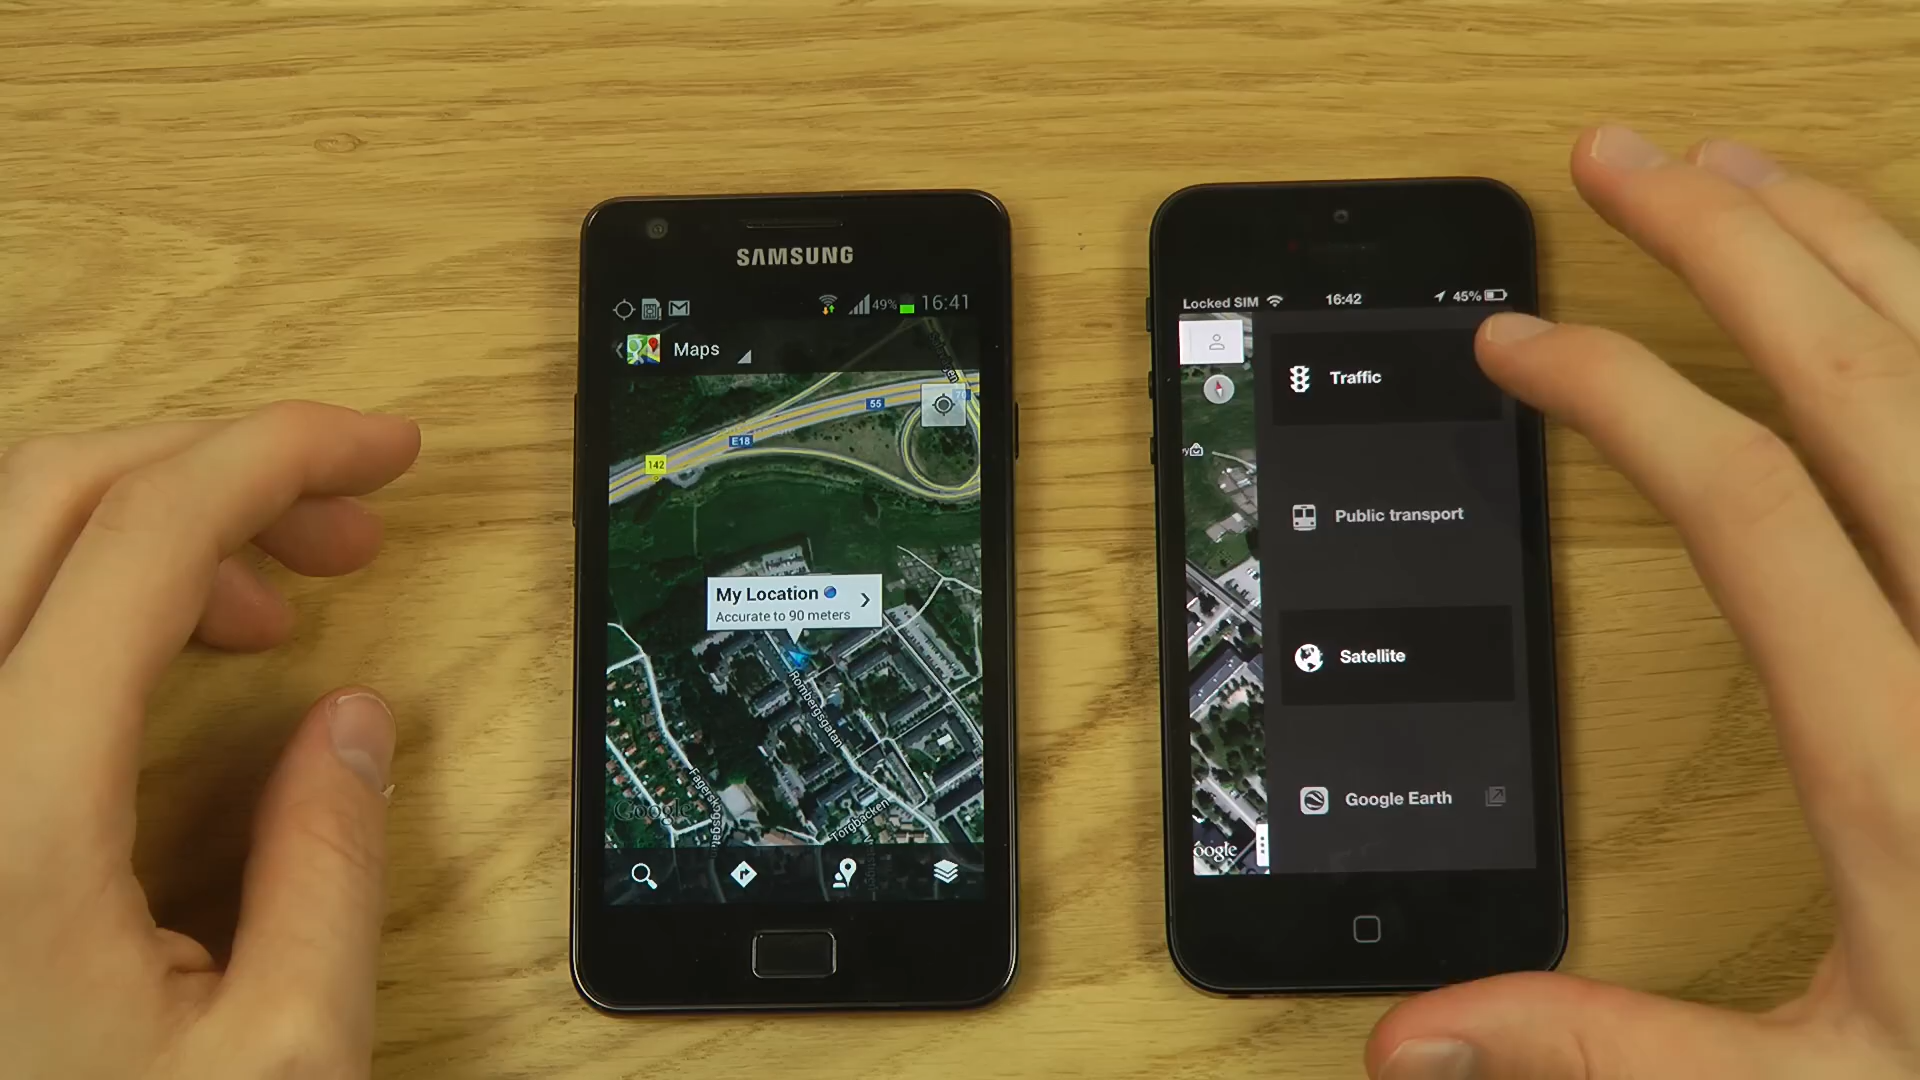 SAMSUNG
49% 16:41
Maps
55
E18
142
My Location
Accurate to 90 meters
Rombergsgatan
Torgbacken
Google
Locked SIM 16:42 45%
Traffic
Public transport
Satellite
Google Earth
oogle